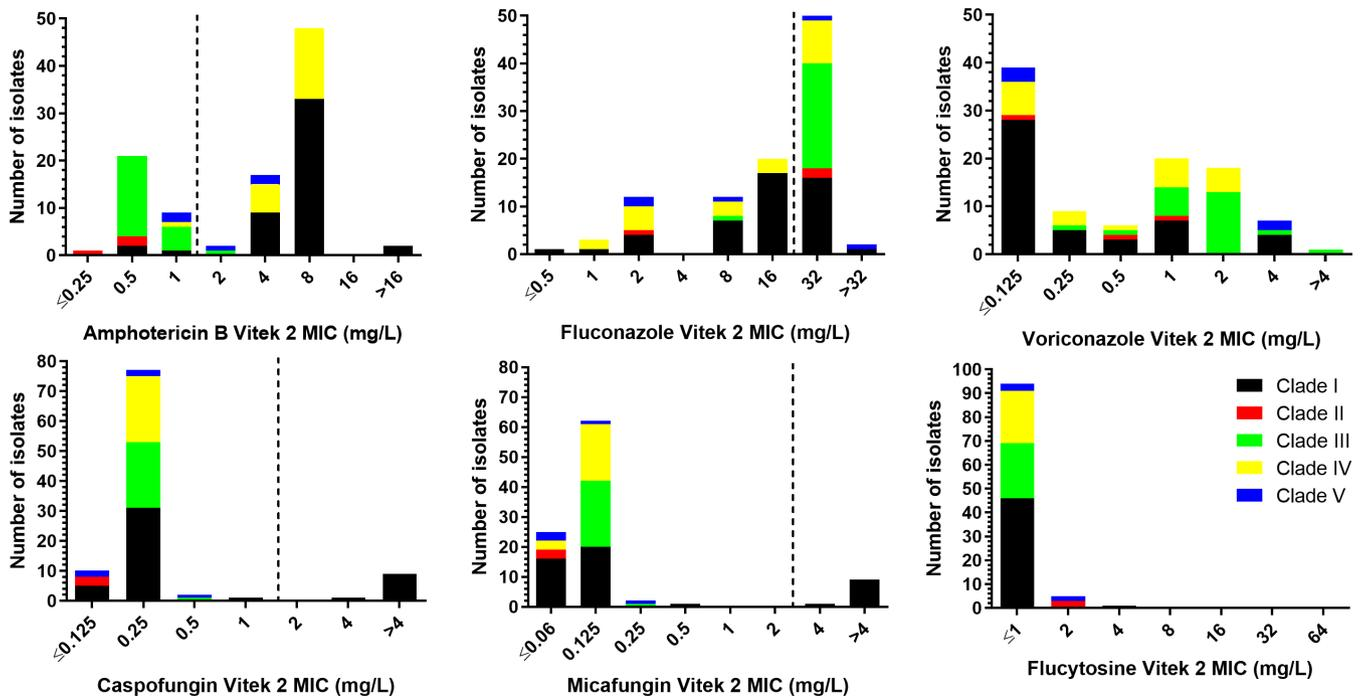 50
40
30
20
10
0
Number of isolates
≤0.25 0.5 1 2 4 8 16 >16
Amphotericin B Vitek 2 MIC (mg/L)
50
40
30
20
10
0
Number of isolates
≤0.5 1 2 4 8 16 32 >32
Fluconazole Vitek 2 MIC (mg/L)
50
40
30
20
10
0
Number of isolates
≤0.125 0.25 0.5 1 2 4 >4
Voriconazole Vitek 2 MIC (mg/L)
80
70
60
50
40
30
20
10
0
Number of isolates
≤0.125 0.25 0.5 1 2 4 >4
Caspofungin Vitek 2 MIC (mg/L)
80
70
60
50
40
30
20
10
0
Number of isolates
≤0.06 0.125 0.25 0.5 1 2 4 >4
Micafungin Vitek 2 MIC (mg/L)
100
90
80
70
60
50
40
30
20
10
0
Number of isolates
Clade I
Clade II
Clade III
Clade IV
Clade V
≤1 2 4 8 16 32 64
Flucytosine Vitek 2 MIC (mg/L)